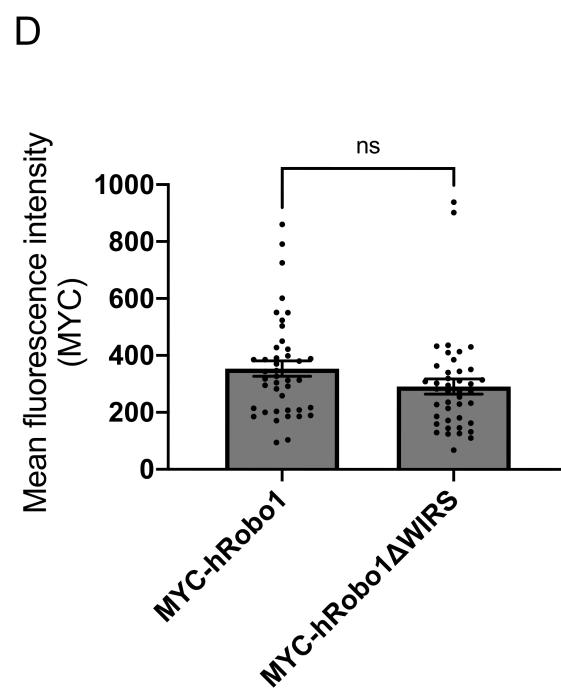 D
ns
Mean fluorescence intensity
(MYC)
1000
800
600
400
200
0
MYC-hRobo1
MYC-hRobo1ΔWIRS